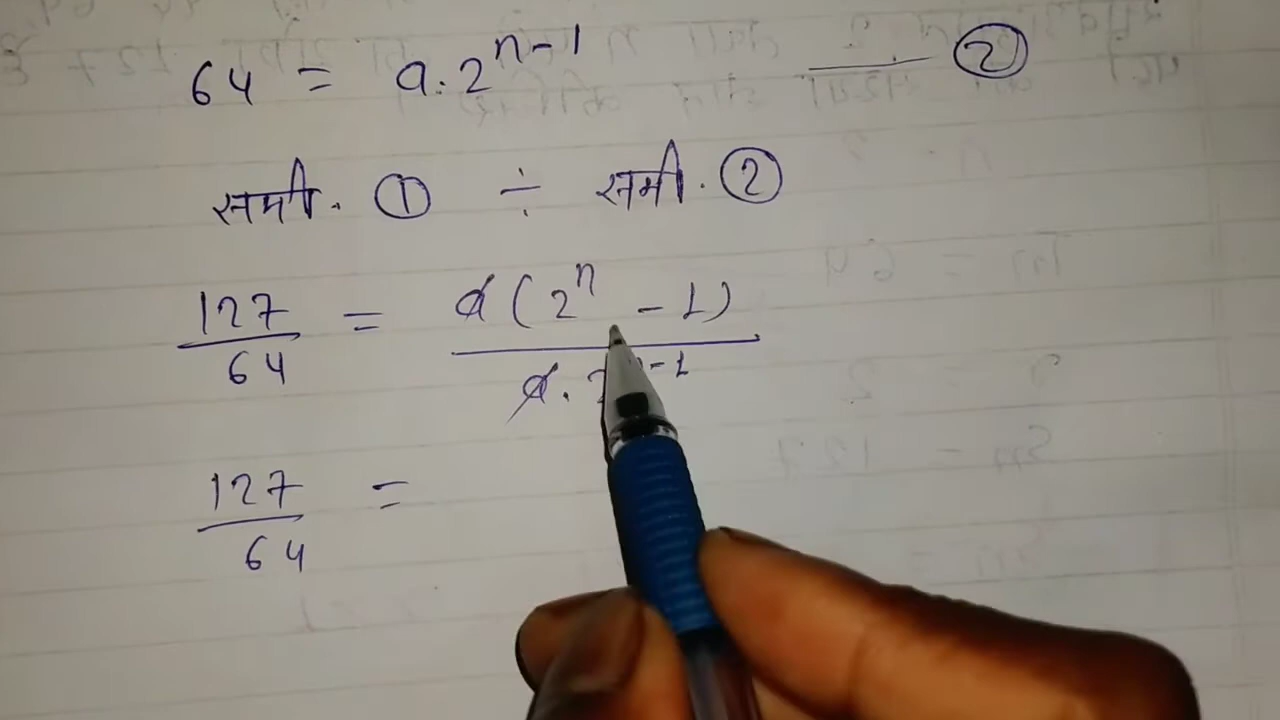 64 = a.2^{n-1} —— ②
समी. ① ÷ समी. ②
127/64 = a(2^n - 1)/a.2^{n-1}
127/64 =